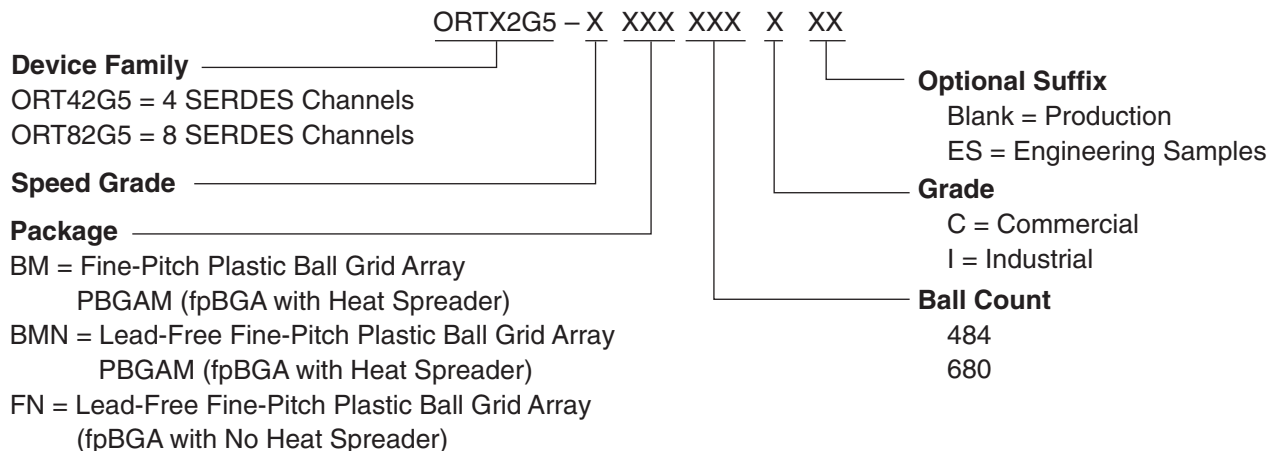 ORTX2G5 – X XXX XXX X XX
Device Family
ORT42G5 = 4 SERDES Channels
ORT82G5 = 8 SERDES Channels
Speed Grade
Package
BM = Fine-Pitch Plastic Ball Grid Array
PBGAM (fpBGA with Heat Spreader)
BMN = Lead-Free Fine-Pitch Plastic Ball Grid Array
PBGAM (fpBGA with Heat Spreader)
FN = Lead-Free Fine-Pitch Plastic Ball Grid Array
(fpBGA with No Heat Spreader)
Optional Suffix
Blank = Production
ES = Engineering Samples
Grade
C = Commercial
I = Industrial
Ball Count
484
680